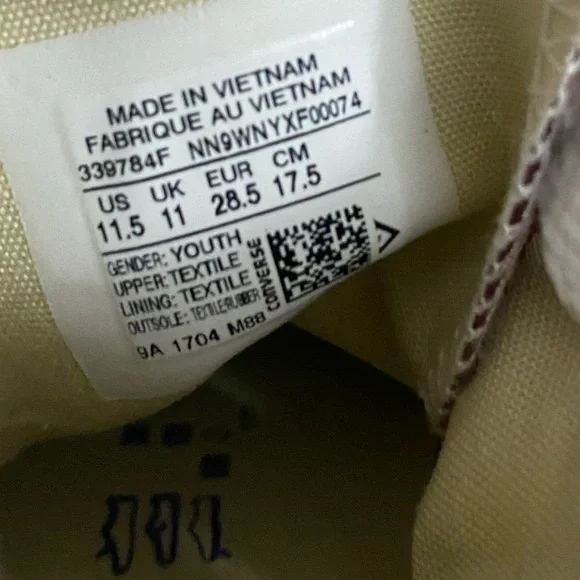 MADE IN VIETNAM
FABRIQUE AU VIETNAM
339784F NN9WNYXF00074
US UK EUR CM
11.5 11 28.5 17.5
GENDER: YOUTH
UPPER: TEXTILE
LINING: TEXTILE
OUTSOLE: TEXTILE-RUBBER
CONVERSE
9A 1704 M88